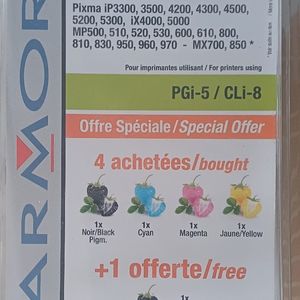 Pixma iP3300, 3500, 4200, 4300, 4500,
5200, 5300, iX4000, 5000
MP500, 510, 520, 530, 600, 610, 800,
810, 830, 950, 960, 970 - MX700, 850 *
Pour imprimantes utilisant / For printers using
PGi-5 / CLi-8
Offre Spéciale/Special Offer
4 achetées/bought
1x
Noir/Black
Pigm.
1x
Cyan
1x
Magenta
1x
Jaune/Yellow
+1 offerte/free
1x
ARMOR